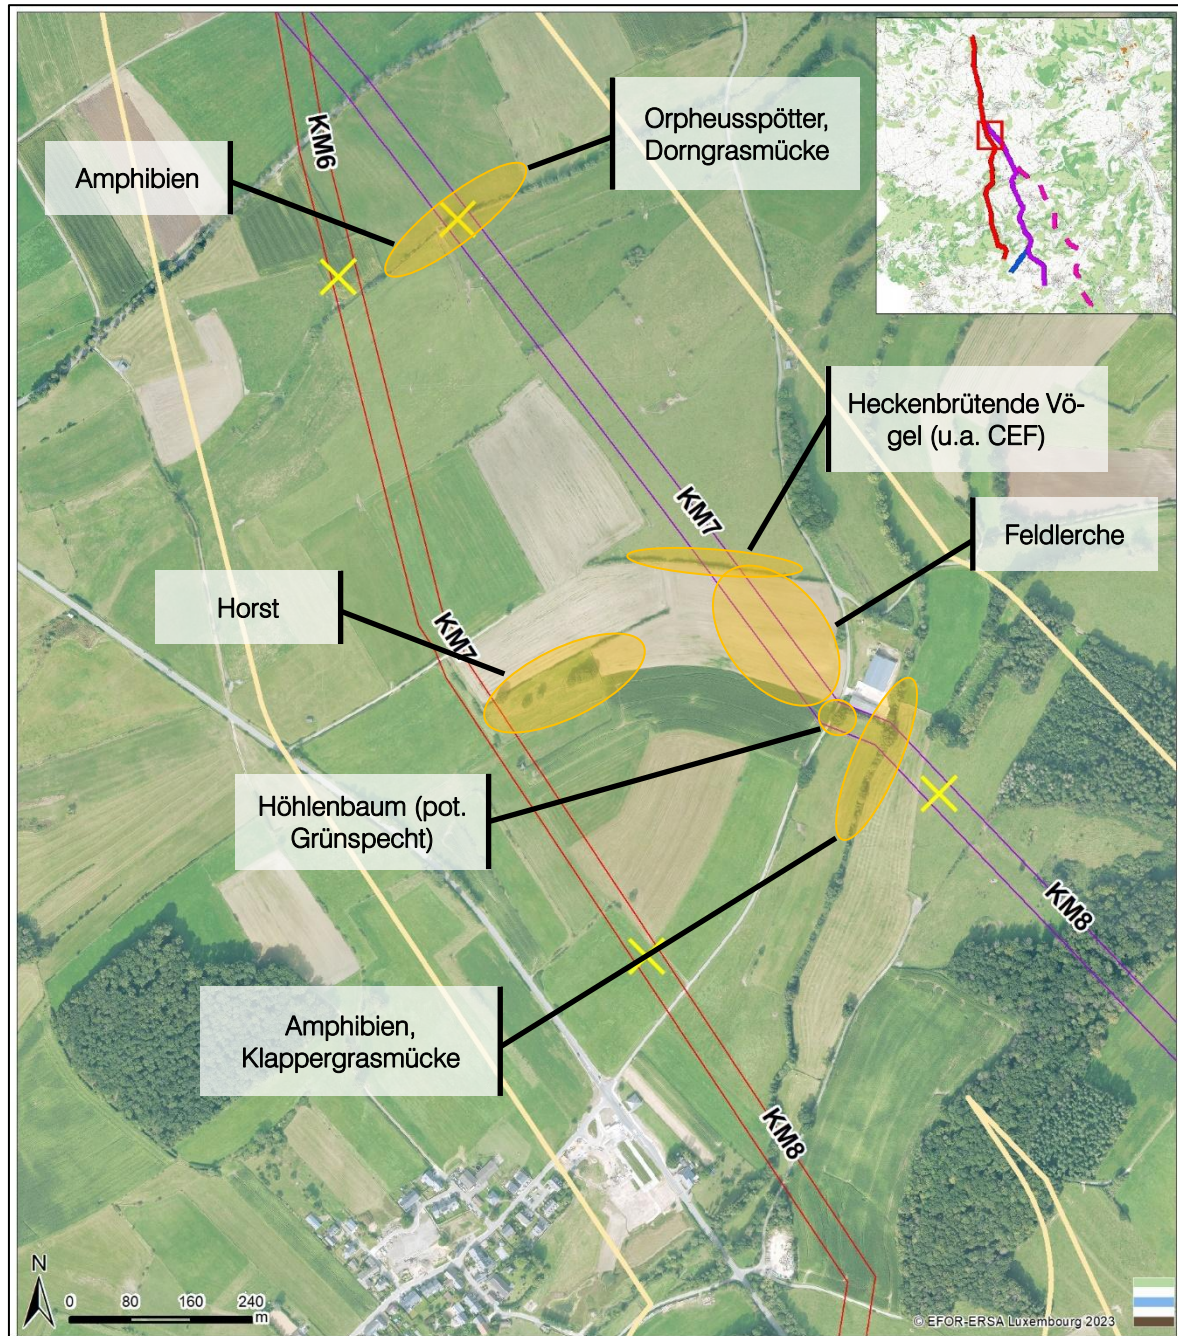 KM6
Orpheusspötter,
Dorngrasmücke
Amphibien
Heckenbrütende Vö-
gel (u.a. CEF)
KM7
Feldlerche
Horst
KM7
Höhlenbaum (pot.
Grünspecht)
KM8
Amphibien,
Klappergrasmücke
KM8
N
0 80 160 240
m
© EFOR-ERSA Luxembourg 2023